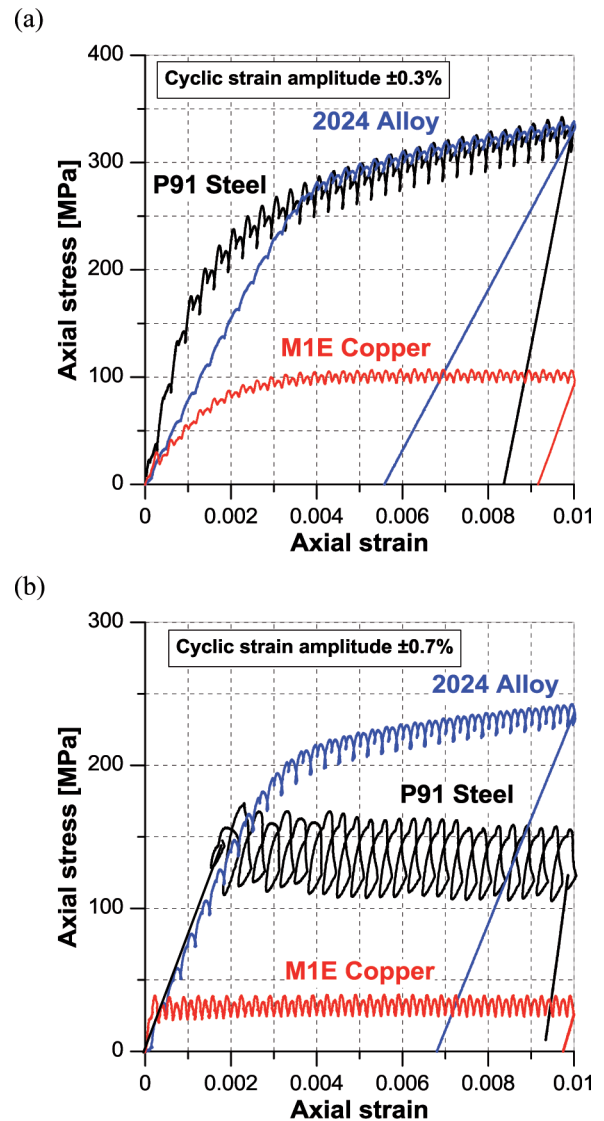 (a)
400
Cyclic strain amplitude ±0.3%
2024 Alloy
300
P91 Steel
Axial stress [MPa]
200
M1E Copper
100
0
0 0.002 0.004 0.006 0.008 0.01
Axial strain
(b)
300
Cyclic strain amplitude ±0.7%
2024 Alloy
200
P91 Steel
Axial stress [MPa]
100
M1E Copper
0
0 0.002 0.004 0.006 0.008 0.01
Axial strain